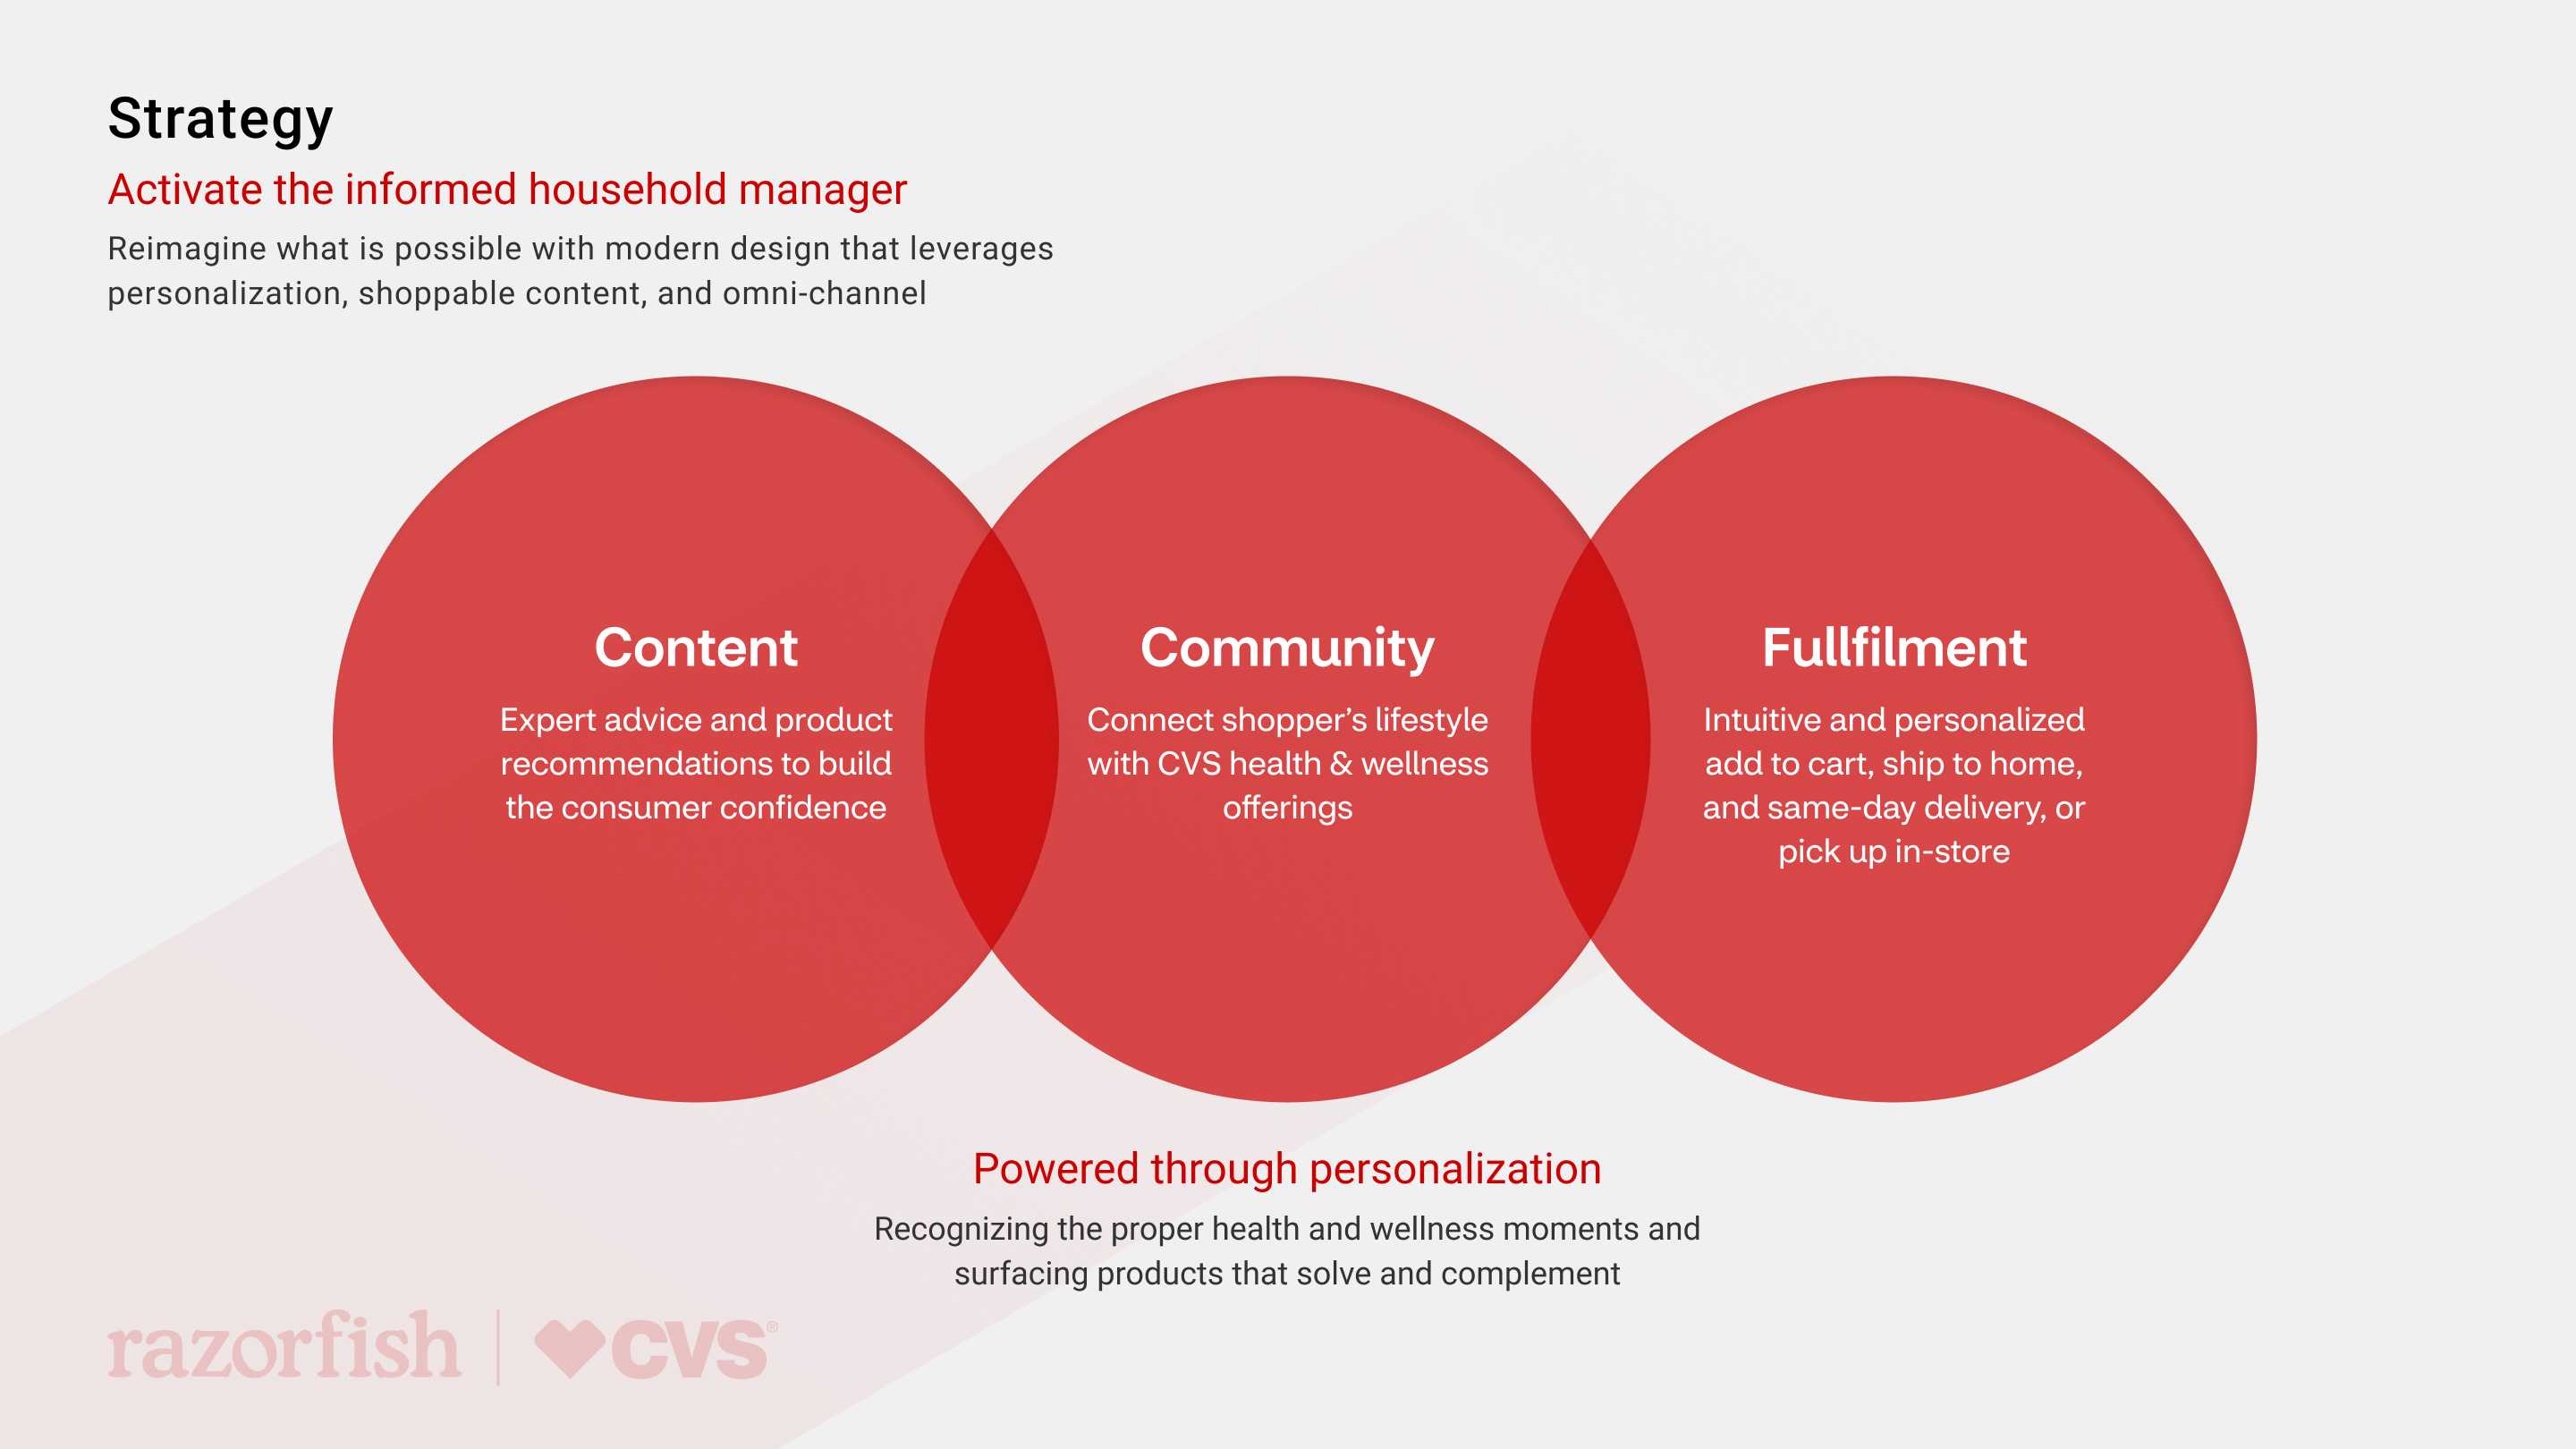 Strategy
Activate the informed household manager
Reimagine what is possible with modern design that leverages
personalization, shoppable content, and omni-channel
Content
Expert advice and product
recommendations to build
the consumer confidence
Community
Connect shopper’s lifestyle
with CVS health & wellness
offerings
Fullfilment
Intuitive and personalized
add to cart, ship to home,
and same-day delivery, or
pick up in-store
Powered through personalization
Recognizing the proper health and wellness moments and
surfacing products that solve and complement
razorfish | CVS®